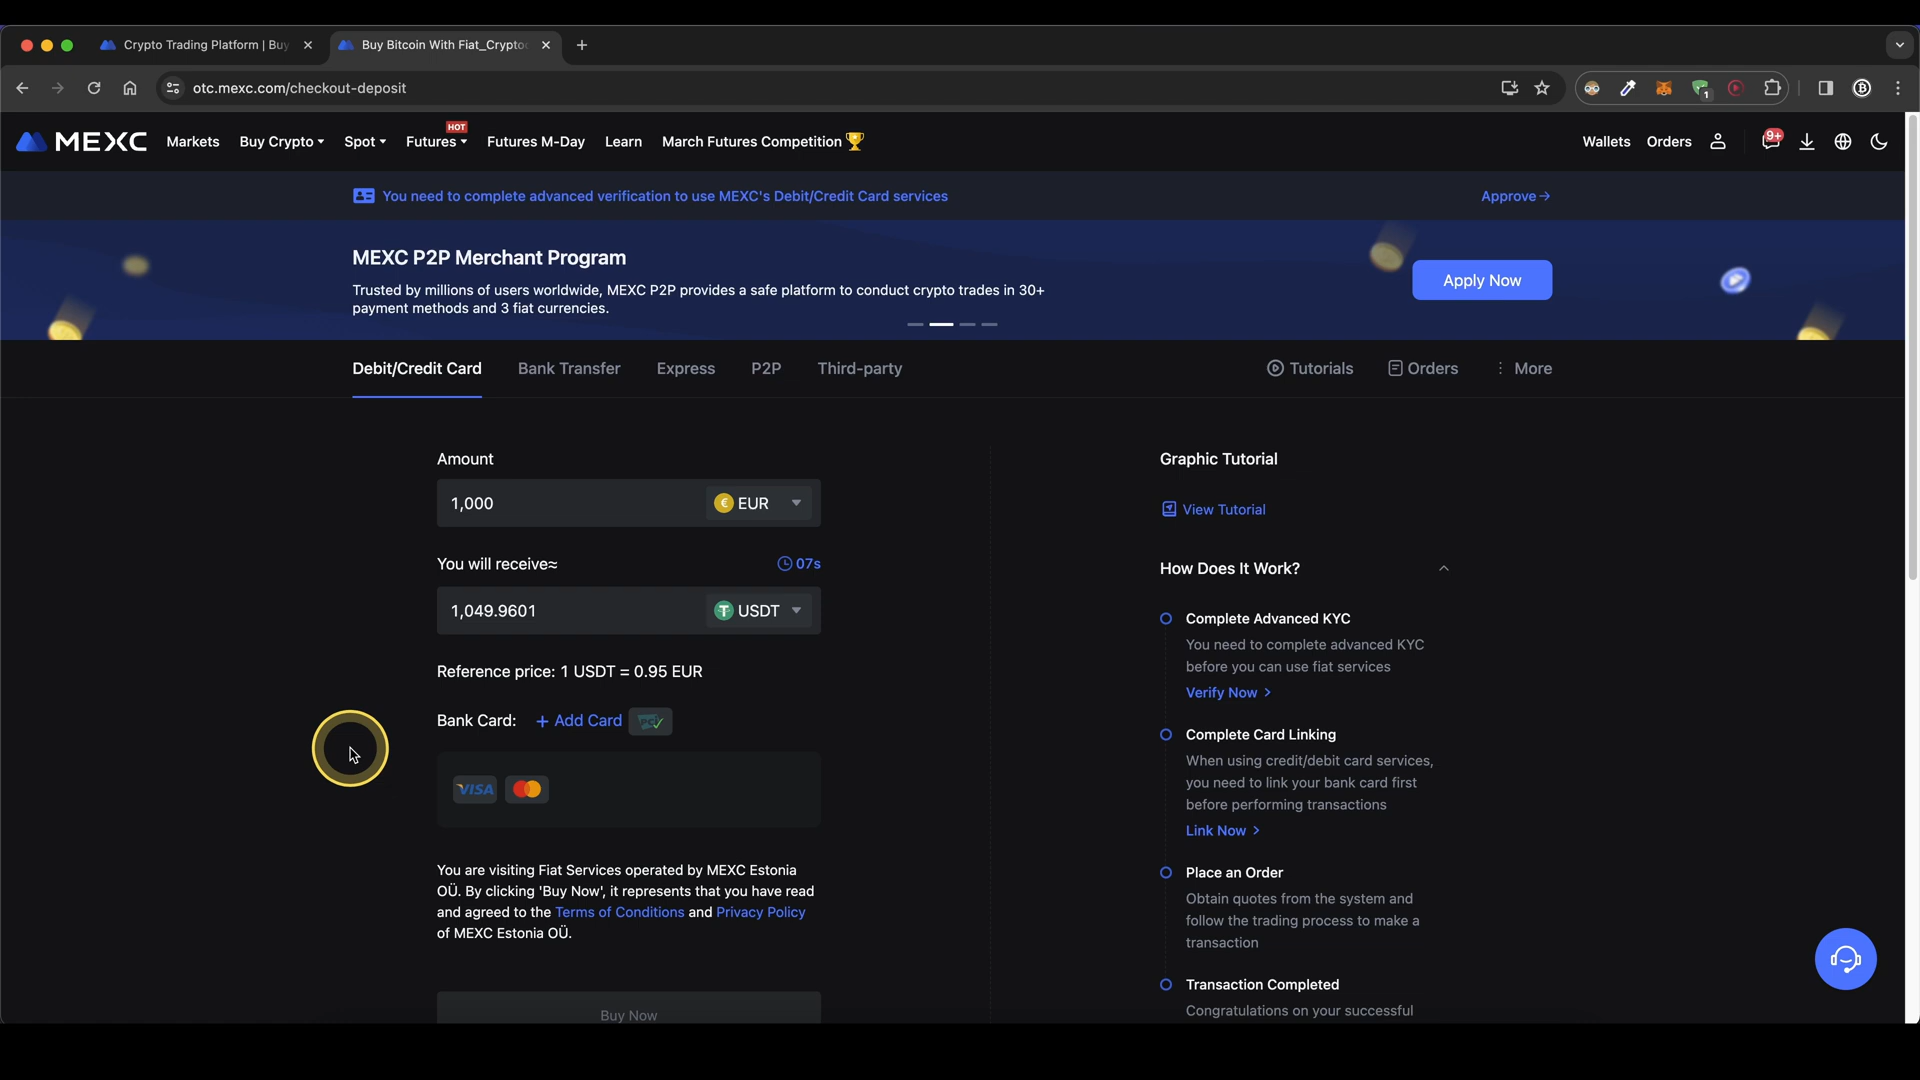 Crypto Trading Platform | Buy
Buy Bitcoin With Fiat_Crypto
otc.mexc.com/checkout-deposit
1
MEXC
Markets
Buy Crypto
Spot
Futures
HOT
Futures M-Day
Learn
March Futures Competition
Wallets
Orders
9+
You need to complete advanced verification to use MEXC's Debit/Credit Card services
Approve
MEXC P2P Merchant Program
Trusted by millions of users worldwide, MEXC P2P provides a safe platform to conduct crypto trades in 30+
payment methods and 3 fiat currencies.
Apply Now
Debit/Credit Card
Bank Transfer
Express
P2P
Third-party
Tutorials
Orders
More
Amount
1,000
€ EUR
You will receive≈
07s
1,049.9601
USDT
Reference price: 1 USDT = 0.95 EUR
Bank Card:
+ Add Card
PCI
VISA
You are visiting Fiat Services operated by MEXC Estonia
OÜ. By clicking 'Buy Now', it represents that you have read
and agreed to the Terms of Conditions and Privacy Policy
of MEXC Estonia OÜ.
Buy Now
Graphic Tutorial
View Tutorial
How Does It Work?
Complete Advanced KYC
You need to complete advanced KYC
before you can use fiat services
Verify Now >
Complete Card Linking
When using credit/debit card services,
you need to link your bank card first
before performing transactions
Link Now >
Place an Order
Obtain quotes from the system and
follow the trading process to make a
transaction
Transaction Completed
Congratulations on your successful